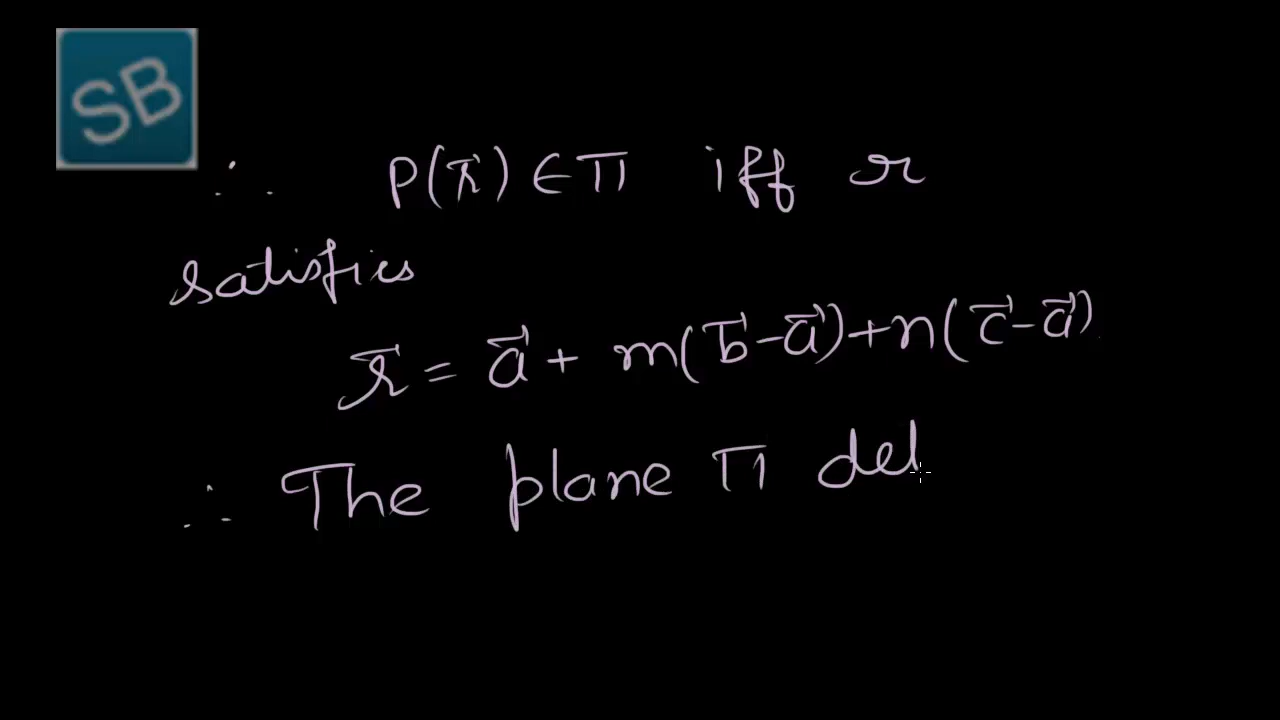 SB
∴ P(r̄) ∈ π iff r
satisfies
r̄ = a⃗ + m(b⃗ - a⃗) + n(c⃗ - a⃗)
∴ The plane π del